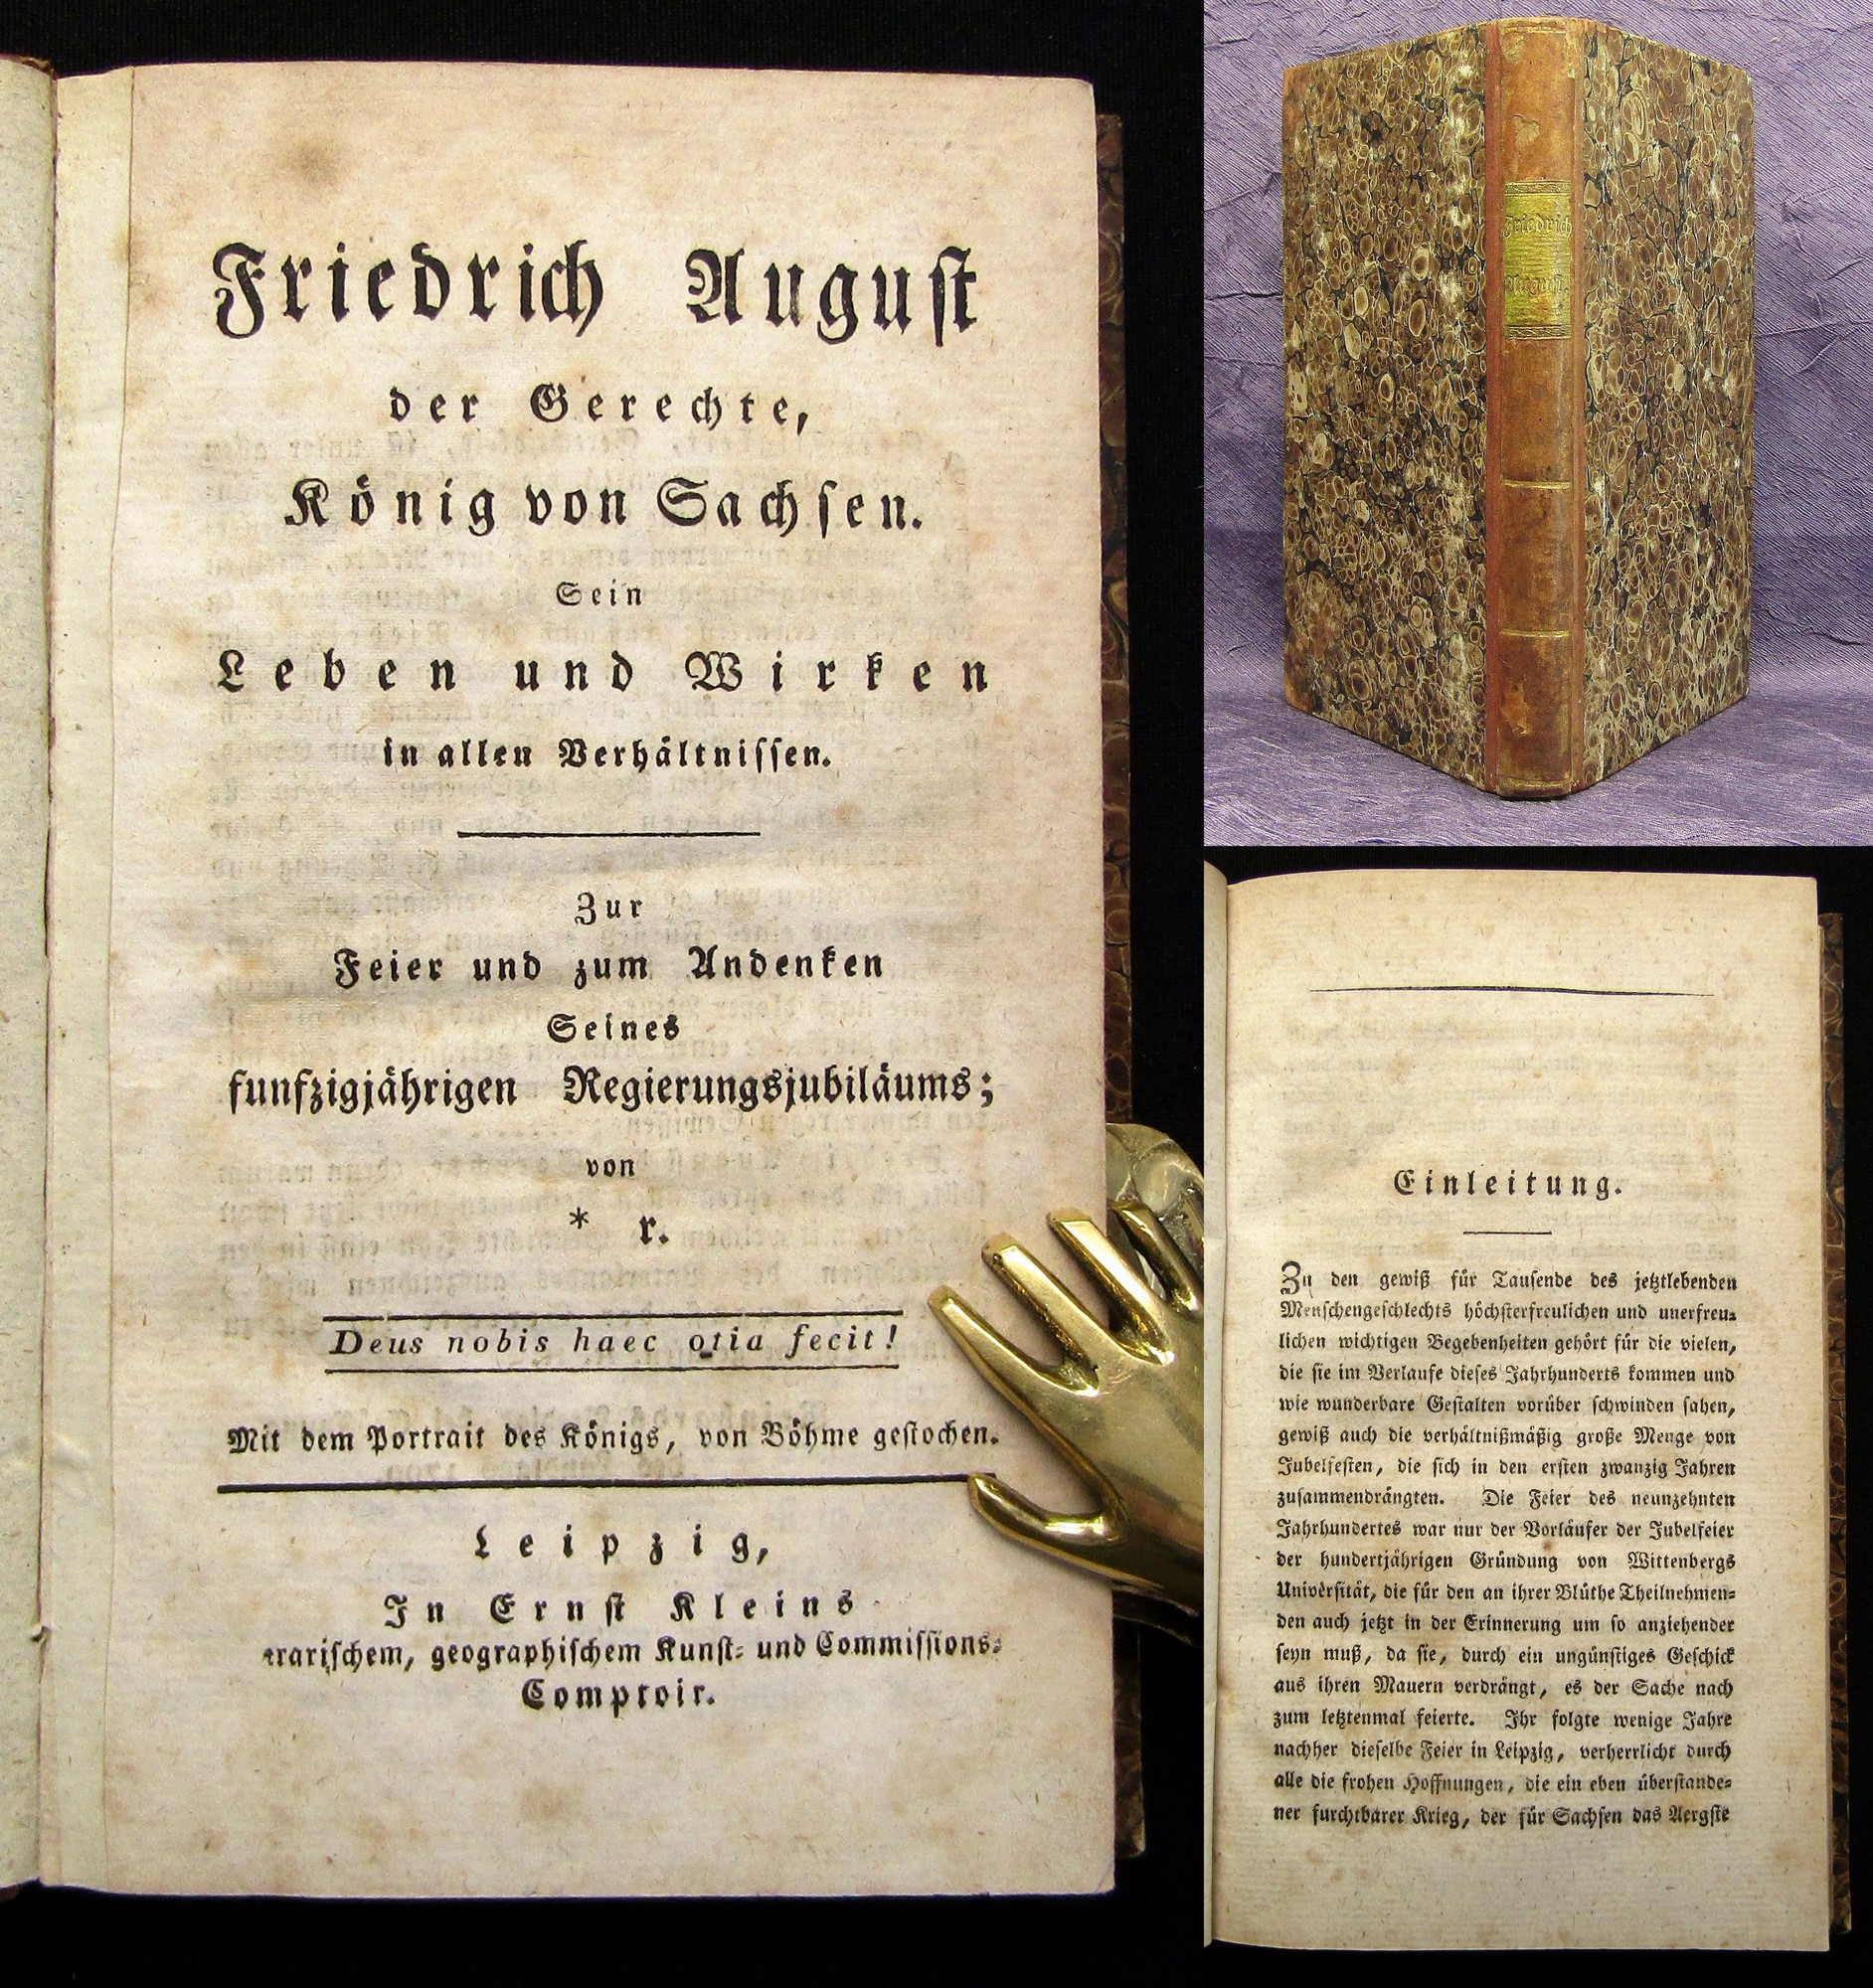 Friedrich August
der Gerechte,
König von Sachsen.
Sein
Leben und Wirken
in allen Verhältnissen.
Zur
Feier und zum Andenken
Seines
funfzigjährigen Regierungsjubiläums;
von
* r.
Deus nobis haec otia fecit!
Mit dem Portrait des Königs, von Böhme gestochen.
Leipzig,
In Ernst Kleins
rarischem, geographischem Kunst- und Commissions-
Comptoir.
Friedrich
August
Einleitung.
Zu den gewiß für Tausende des jetztlebenden
Menschengeschlechts höchsterfreulichen und unerfreu-
lichen wichtigen Begebenheiten gehört für die vielen,
die sie im Verlaufe dieses Jahrhunderts kommen und
wie wunderbare Gestalten vorüber schwinden sahen,
gewiß auch die verhältnißmäßig große Menge von
Jubelfesten, die sich in den ersten zwanzig Jahren
zusammendrängten. Die Feier des neunzehnten
Jahrhundertes war nur der Vorläufer der Jubelfeier
der hundertjährigen Gründung von Wittenbergs
Universität, die für den an ihrer Blüthe Theilnehmen-
den auch jetzt in der Erinnerung um so anziehender
seyn muß, da sie, durch ein ungünstiges Geschick
aus ihren Mauern verdrängt, es der Sache nach
zum letztenmal feierte. Ihr folgte wenige Jahre
nachher dieselbe Feier in Leipzig, verherrlicht durch
alle die frohen Hoffnungen, die ein eben überstande-
ner furchtbarer Krieg, der für Sachsen das Aergste